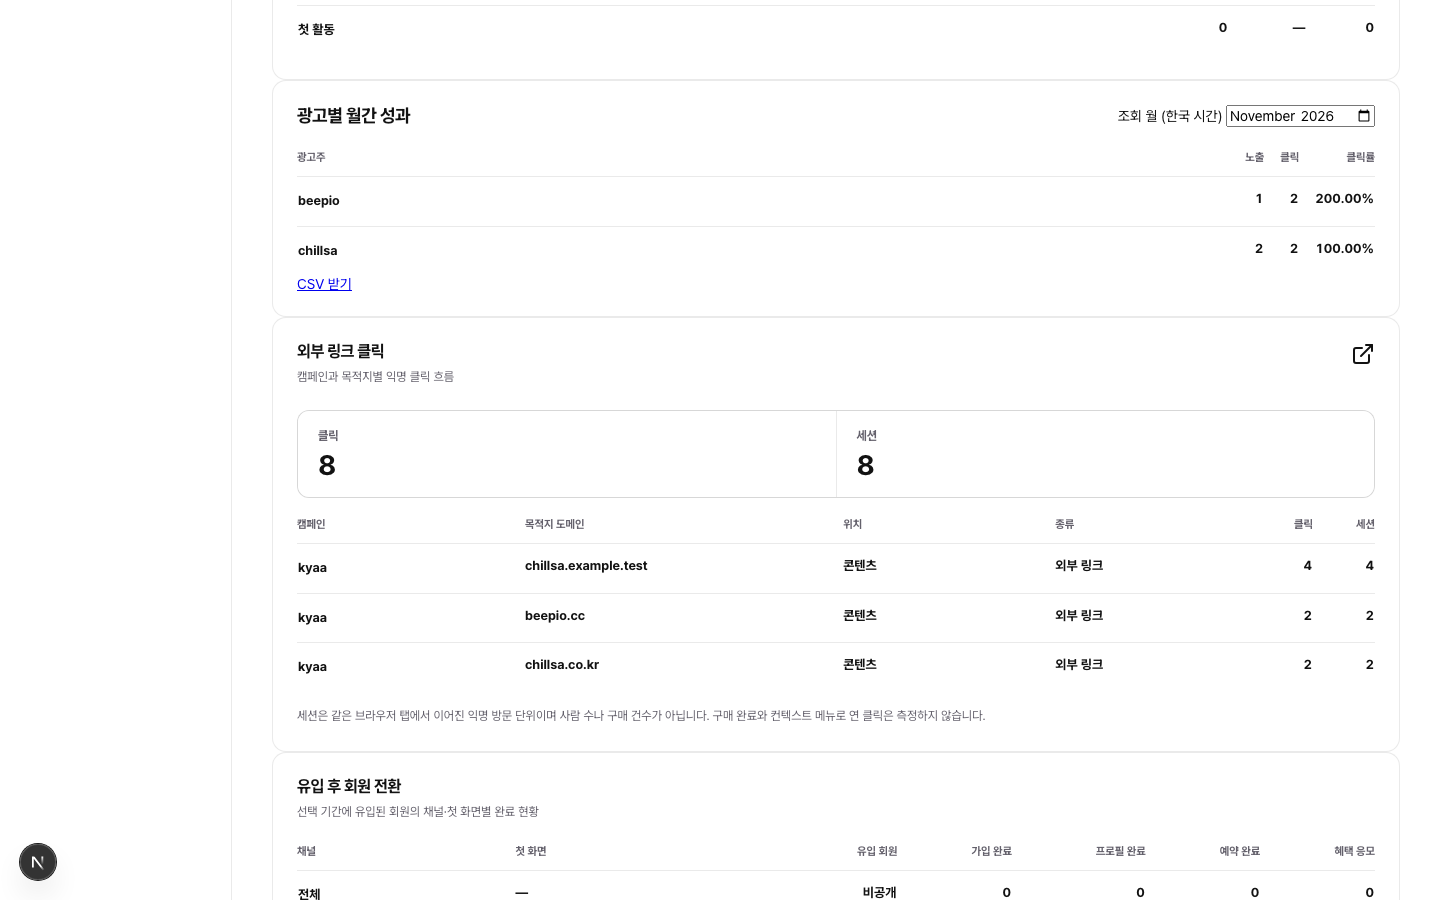 첫 활동 0 — 0
광고별 월간 성과 조회 월 (한국 시간) November 2026
광고주 노출 클릭 클릭률
beepio 1 2 200.00%
chillsa 2 2 100.00%
CSV 받기
외부 링크 클릭
캠페인과 목적지별 익명 클릭 흐름
클릭 세션
8 8
캠페인 목적지 도메인 위치 종류 클릭 세션
kyaa chillsa.example.test 콘텐츠 외부 링크 4 4
kyaa beepio.cc 콘텐츠 외부 링크 2 2
kyaa chillsa.co.kr 콘텐츠 외부 링크 2 2
세션은 같은 브라우저 탭에서 이어진 익명 방문 단위이며 사람 수나 구매 건수가 아닙니다. 구매 완료와 컨텍스트 메뉴로 연 클릭은 측정하지 않습니다.
유입 후 회원 전환
선택 기간에 유입된 회원의 채널·첫 화면별 완료 현황
채널 첫 화면 유입 회원 가입 완료 프로필 완료 예약 완료 혜택 응모
전체 — 비공개 0 0 0 0
N